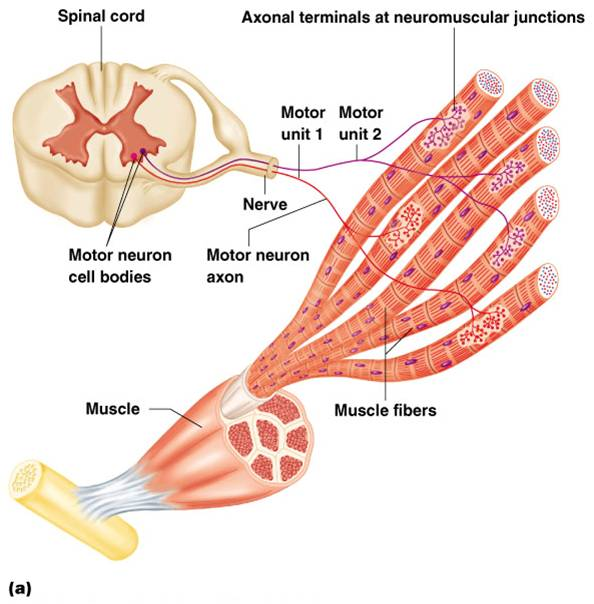 Spinal cord
Axonal terminals at neuromuscular junctions
Motor
unit 1
Motor
unit 2
Nerve
Motor neuron
cell bodies
Motor neuron
axon
Muscle
Muscle fibers
(a)